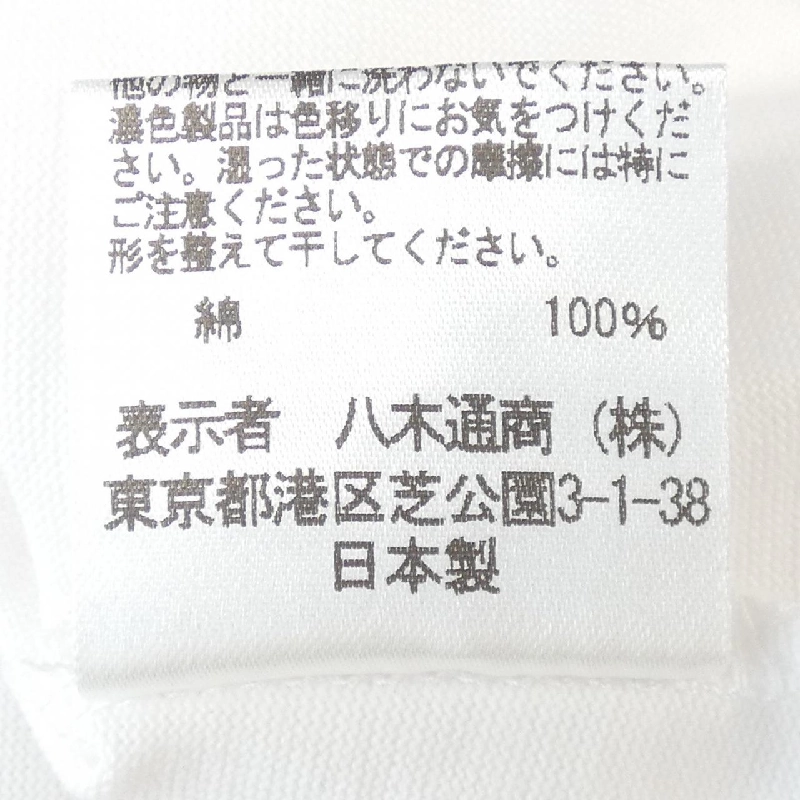 他の物と一緒に洗わないでください。
濃色製品は色移りにお気をつけくだ
さい。湿った状態での摩擦には特に
ご注意ください。
形を整えて干してください。
綿 100%
表示者 八木通商(株)
東京都港区芝公園3-1-38
日本製